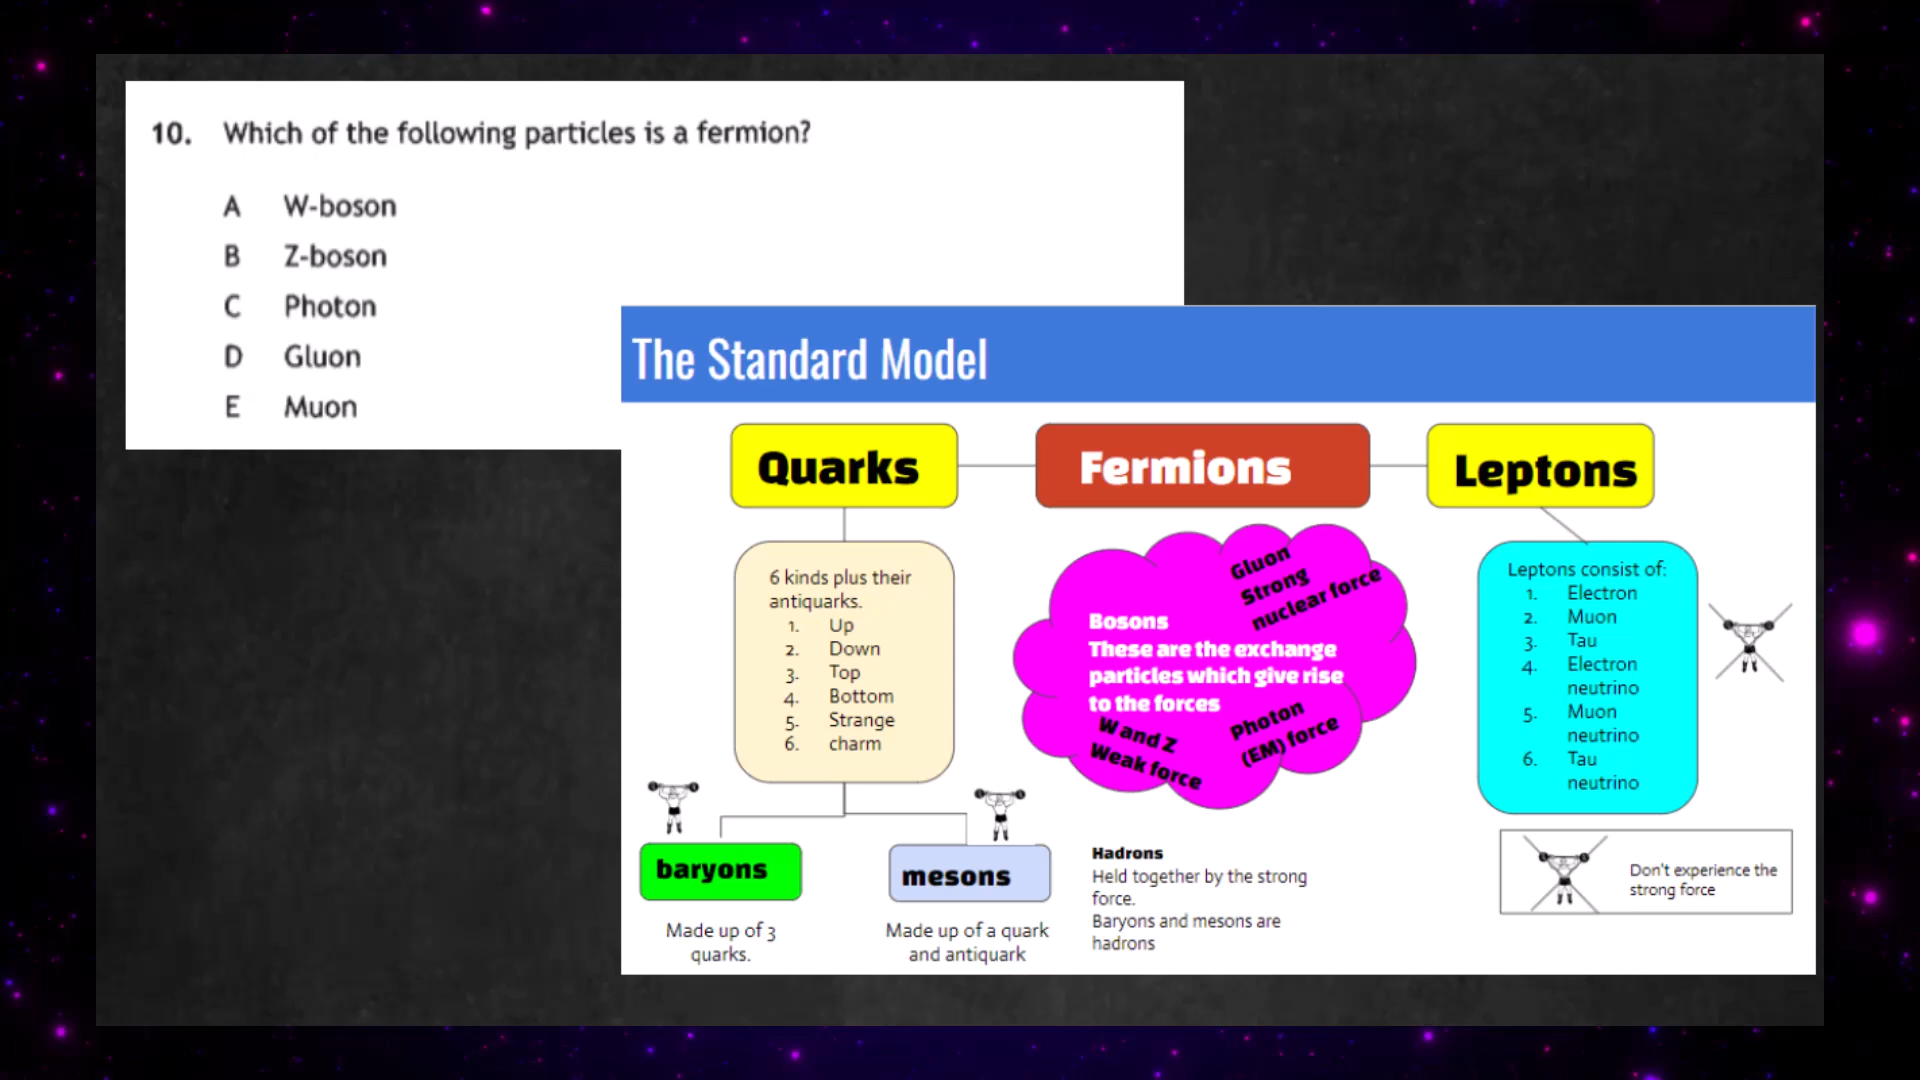 10. Which of the following particles is a fermion?
A W-boson
B Z-boson
C Photon
D Gluon
E Muon
The Standard Model
Quarks
Fermions
Leptons
6 kinds plus their
antiquarks.
1. Up
2. Down
3. Top
4. Bottom
5. Strange
6. charm
Gluon
Strong
nuclear force
Bosons
These are the exchange
particles which give rise
to the forces
W and Z
Weak force
Photon
(EM) force
Leptons consist of:
1. Electron
2. Muon
3. Tau
4. Electron
neutrino
5. Muon
neutrino
6. Tau
neutrino
baryons
Made up of 3
quarks.
mesons
Made up of a quark
and antiquark
Hadrons
Held together by the strong
force.
Baryons and mesons are
hadrons
Don't experience the
strong force